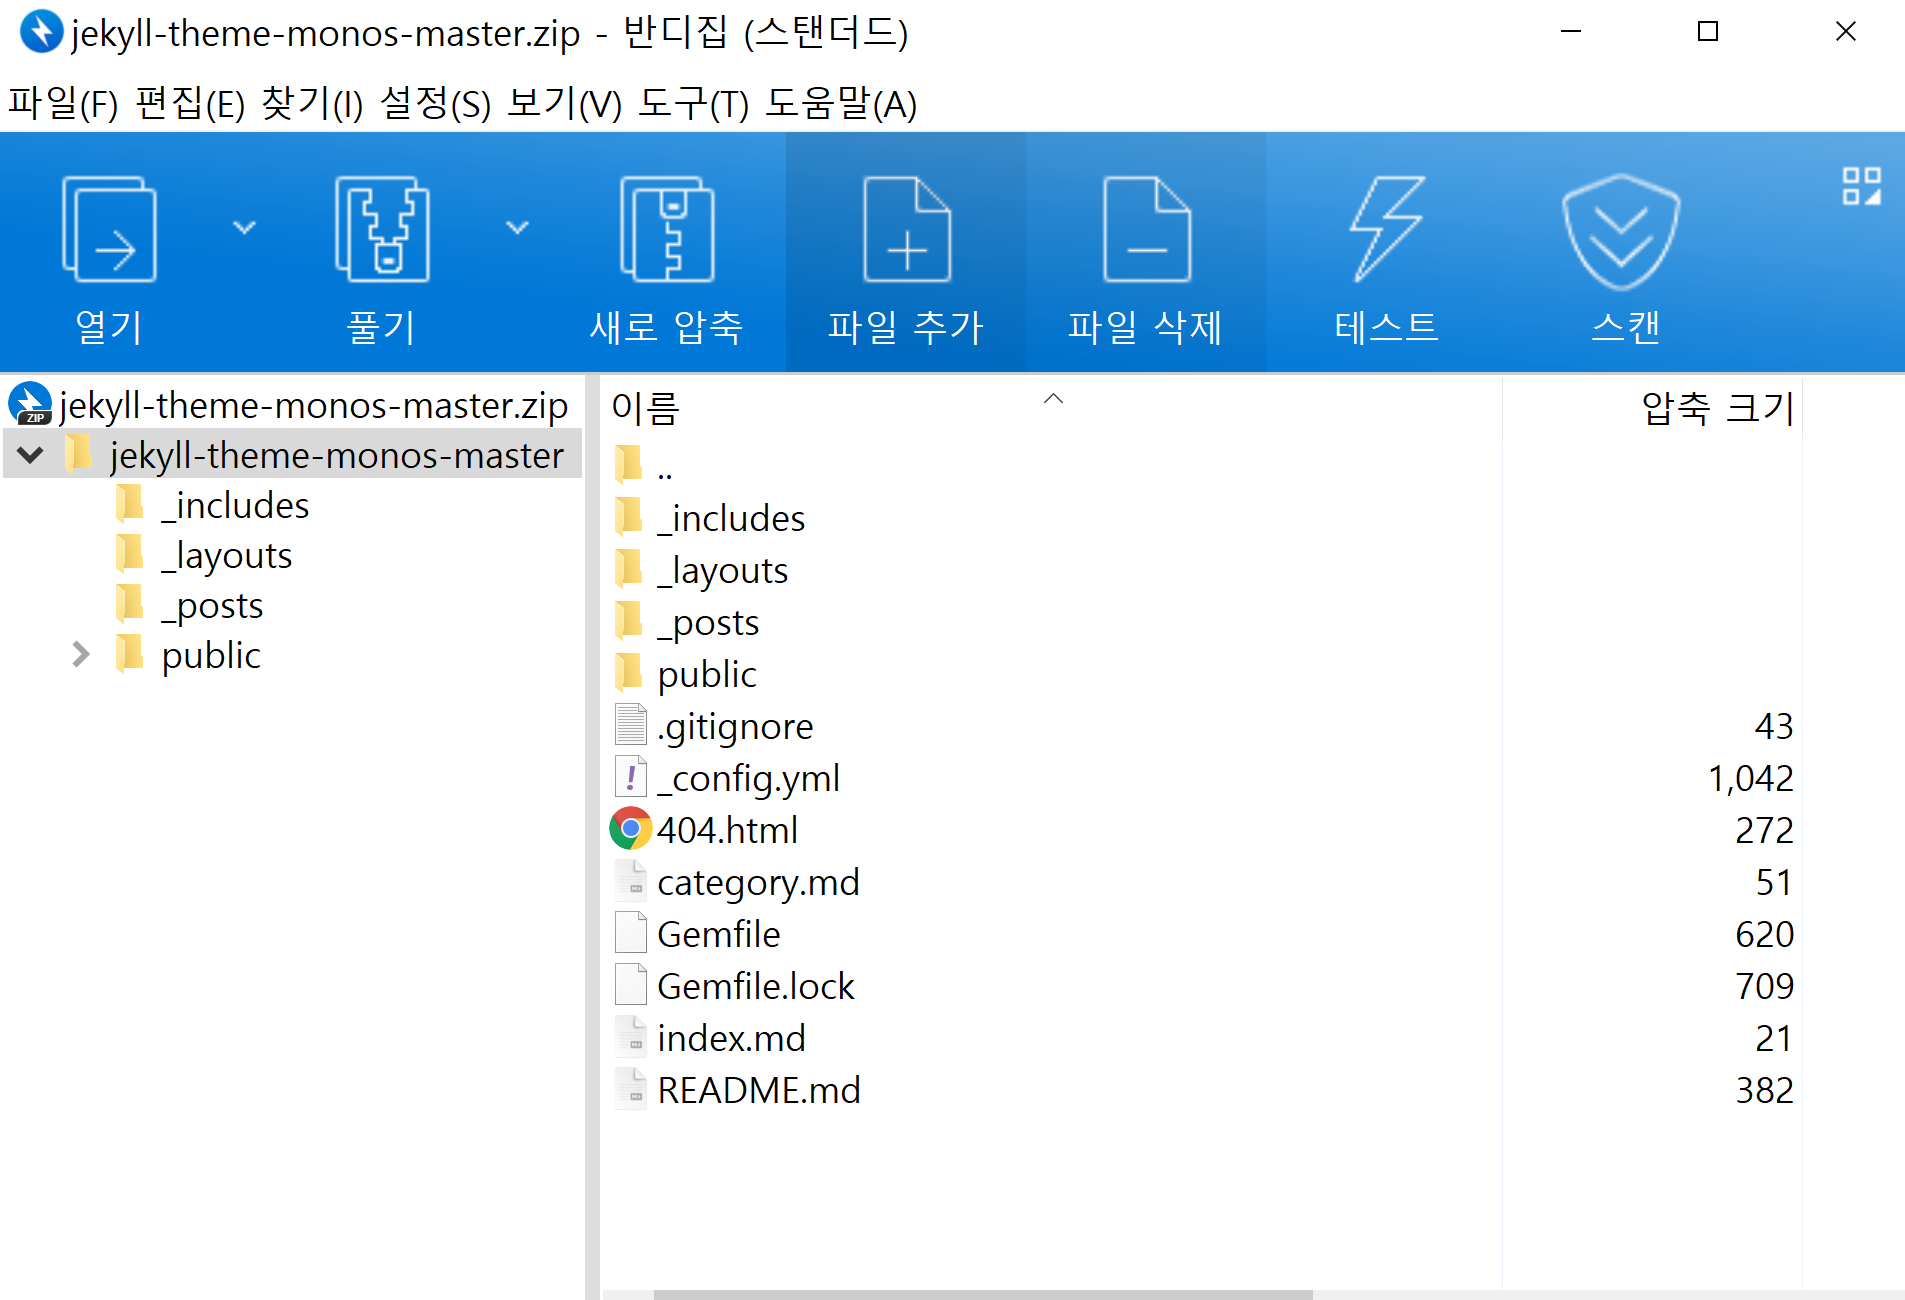 jekyll-theme-monos-master.zip - 반디집 (스탠더드)
파일(F) 편집(E) 찾기(I) 설정(S) 보기(V) 도구(T) 도움말(A)
열기 풀기 새로 압축 파일 추가 파일 삭제 테스트 스캔
ZIP jekyll-theme-monos-master.zip
jekyll-theme-monos-master
_includes
_layouts
_posts
public
이름 압축 크기
..
_includes
_layouts
_posts
public
.gitignore 43
_config.yml 1,042
404.html 272
category.md 51
Gemfile 620
Gemfile.lock 709
index.md 21
README.md 382